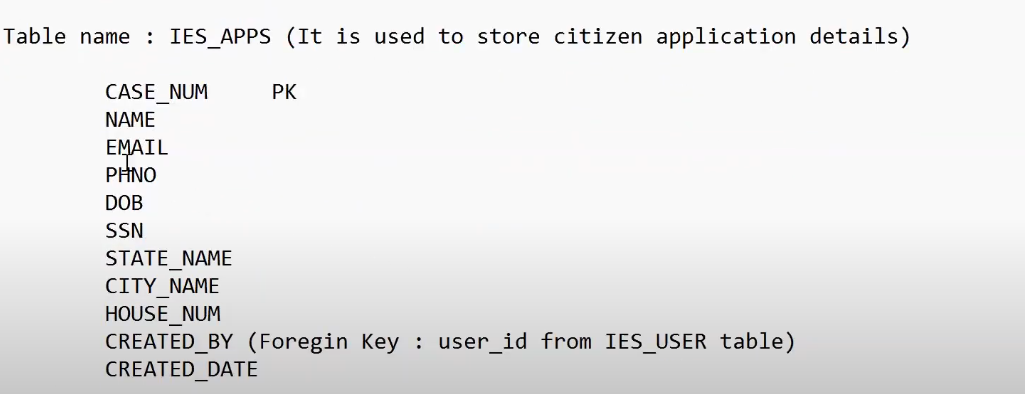 Table name : IES_APPS (It is used to store citizen application details)
CASE_NUM PK
NAME
EMAIL
PHNO
DOB
SSN
STATE_NAME
CITY_NAME
HOUSE_NUM
CREATED_BY (Foregin Key : user_id from IES_USER table)
CREATED_DATE